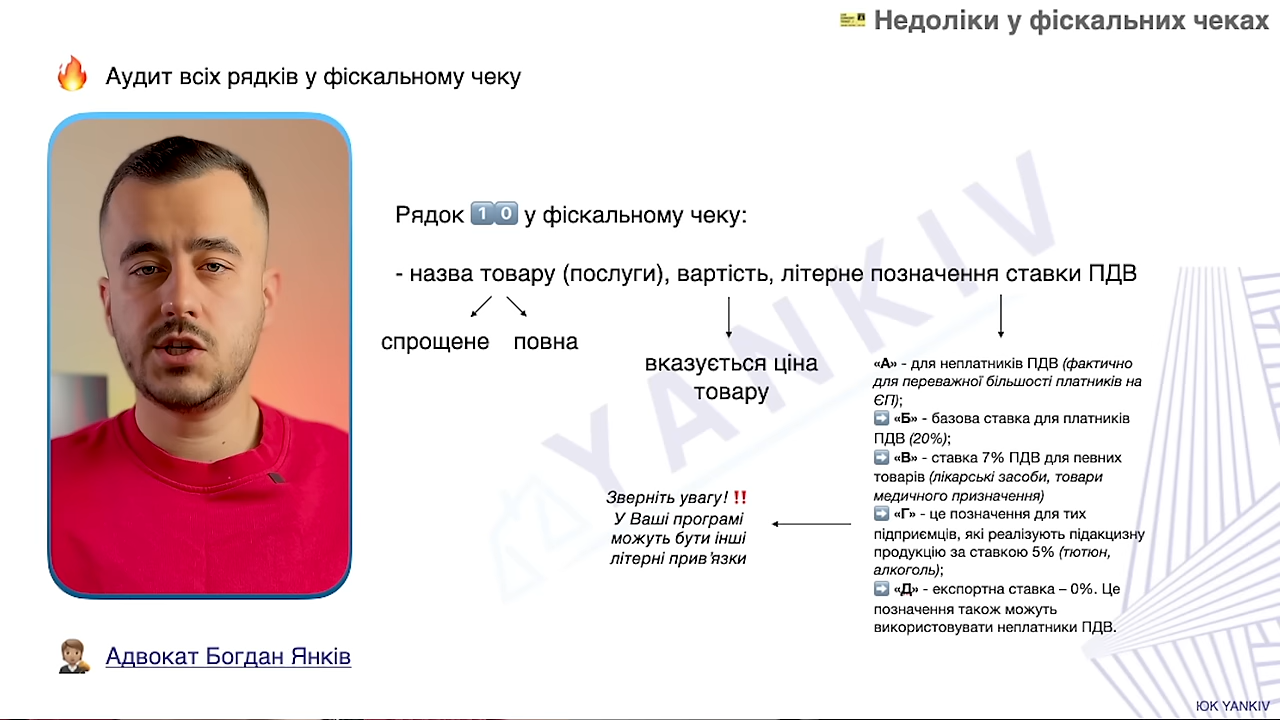 Недоліки у фіскальних чеках
Аудит всіх рядків у фіскальному чеку
Рядок 10 у фіскальному чеку:
- назва товару (послуги), вартість, літерне позначення ставки ПДВ
спрощене повна
вказується ціна
товару
«А» - для неплатників ПДВ (фактично
для переважної більшості платників на
ЄП);
➡️ «Б» - базова ставка для платників
ПДВ (20%);
➡️ «В» - ставка 7% ПДВ для певних
товарів (лікарські засоби, товари
медичного призначення)
➡️ «Г» - це позначення для тих
підприємців, які реалізують підакцизну
продукцію за ставкою 5% (тютюн,
алкоголь);
➡️ «Д» - експортна ставка – 0%. Це
позначення також можуть
використовувати неплатники ПДВ.
Зверніть увагу! ‼️
У Ваші програмі
можуть бути інші
літерні прив’язки
YANKIV
Адвокат Богдан Янків
ЮК YANKIV